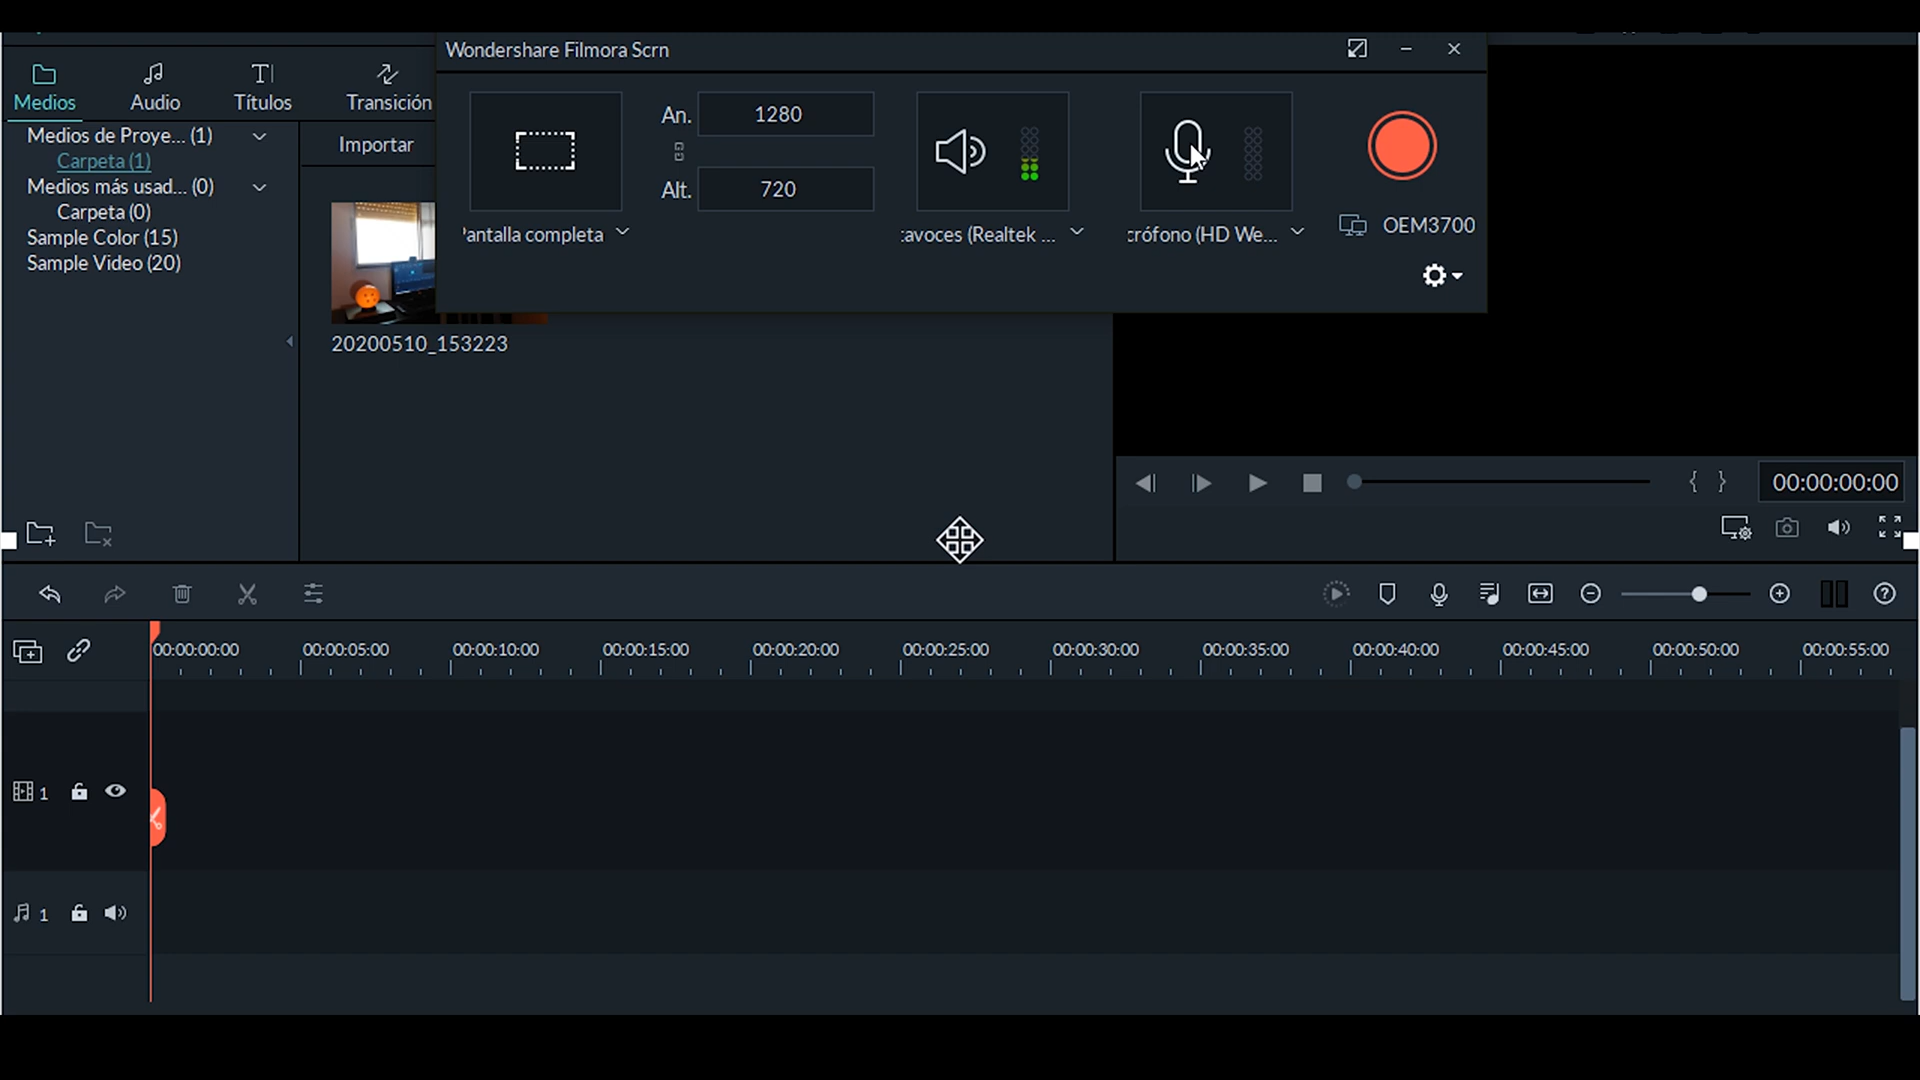 Wondershare Filmora Scrn
Medios
Audio
Títulos
Transición
Medios de Proye... (1)
Carpeta (1)
Medios más usad... (0)
Carpeta (0)
Sample Color (15)
Sample Video (20)
Importar
20200510_153223
An. 1280
Alt. 720
Pantalla completa
tavoces (Realtek ...
crófono (HD We...
OEM3700
{ }
00:00:00:00
00:00:00:00
00:00:05:00
00:00:10:00
00:00:15:00
00:00:20:00
00:00:25:00
00:00:30:00
00:00:35:00
00:00:40:00
00:00:45:00
00:00:50:00
00:00:55:00
1
1